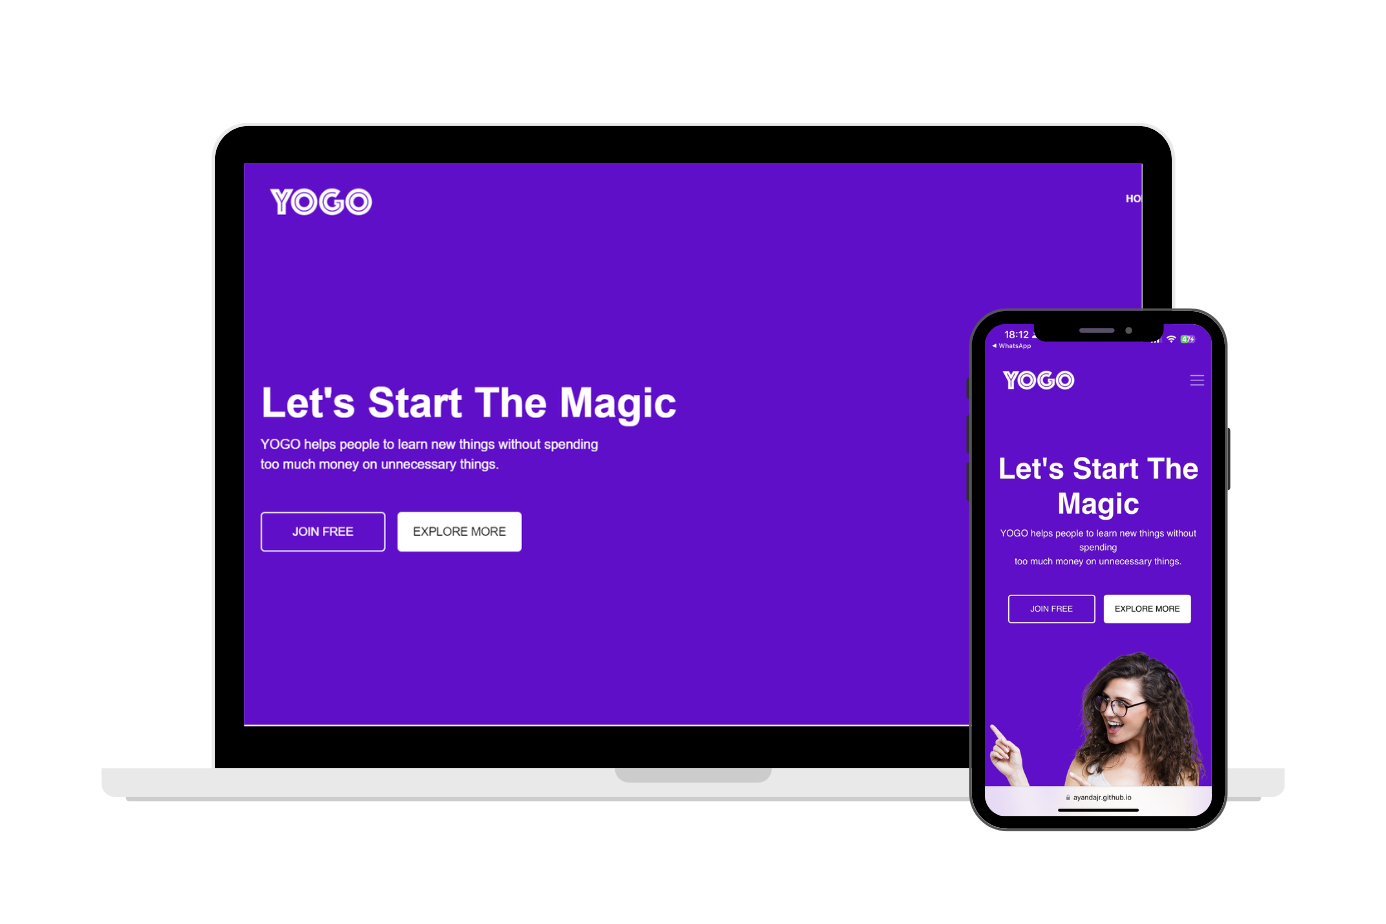 YOGO
HO
Let's Start The Magic
YOGO helps people to learn new things without spending
too much money on unnecessary things.
JOIN FREE
EXPLORE MORE
18:12
◀ WhatsApp
47
YOGO
Let's Start The
Magic
YOGO helps people to learn new things without
spending
too much money on unnecessary things.
JOIN FREE
EXPLORE MORE
ayandajr.github.io